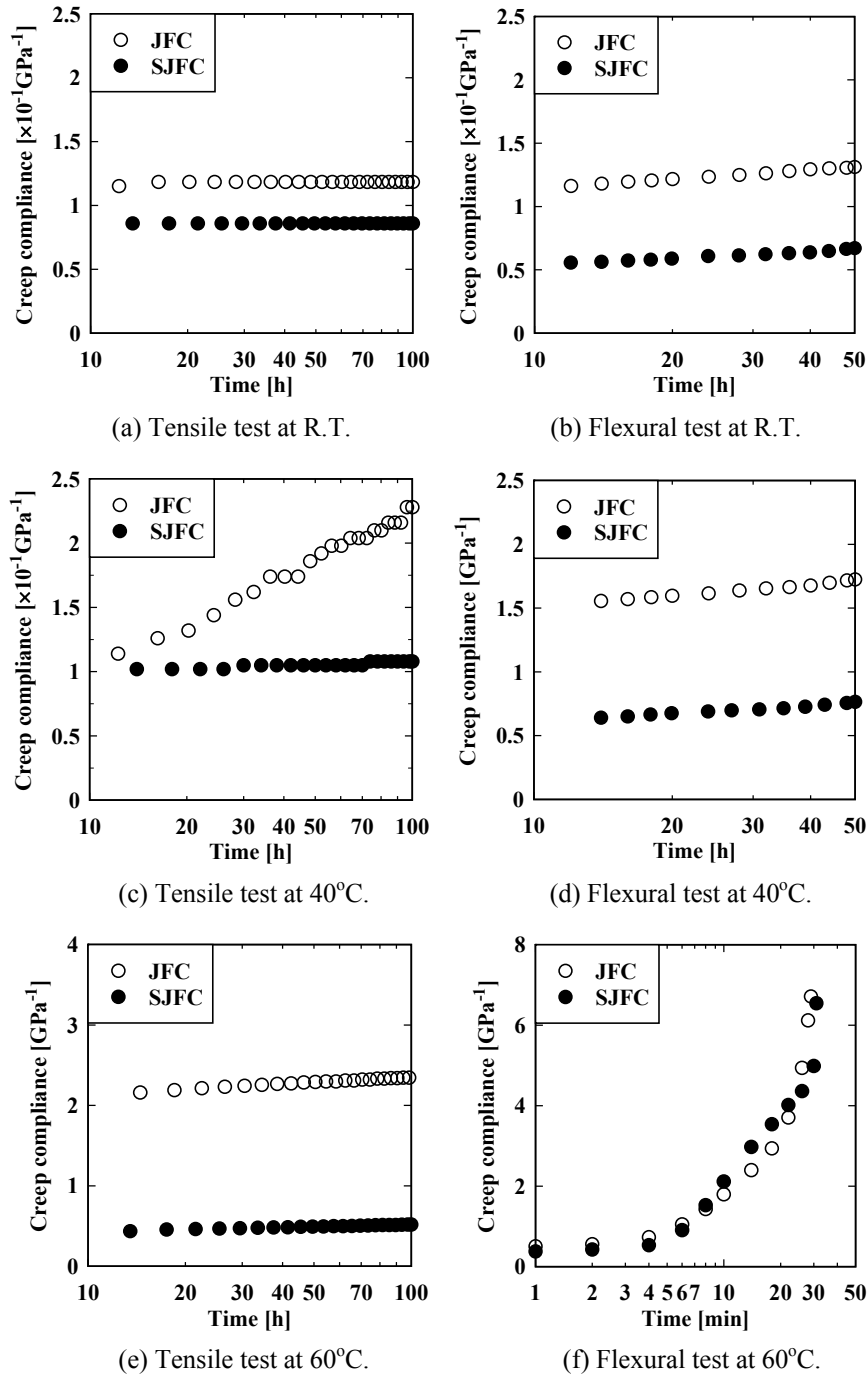 Creep compliance [×10⁻¹GPa⁻¹]
2.5
2
1.5
1
0.5
0
JFC
SJFC
10 20 30 40 50 70 100
Time [h]
(a) Tensile test at R.T.
Creep compliance [×10⁻¹GPa⁻¹]
2.5
2
1.5
1
0.5
0
JFC
SJFC
10 20 30 40 50
Time [h]
(b) Flexural test at R.T.
Creep compliance [×10⁻¹GPa⁻¹]
2.5
2
1.5
1
0.5
0
JFC
SJFC
10 20 30 40 50 70 100
Time [h]
(c) Tensile test at 40°C.
Creep compliance [GPa⁻¹]
2.5
2
1.5
1
0.5
0
JFC
SJFC
10 20 30 40 50
Time [h]
(d) Flexural test at 40°C.
Creep compliance [GPa⁻¹]
4
3
2
1
0
JFC
SJFC
10 20 30 40 50 70 100
Time [h]
(e) Tensile test at 60°C.
Creep compliance [GPa⁻¹]
8
6
4
2
0
JFC
SJFC
1 2 3 4 5 6 7 10 20 30 50
Time [min]
(f) Flexural test at 60°C.